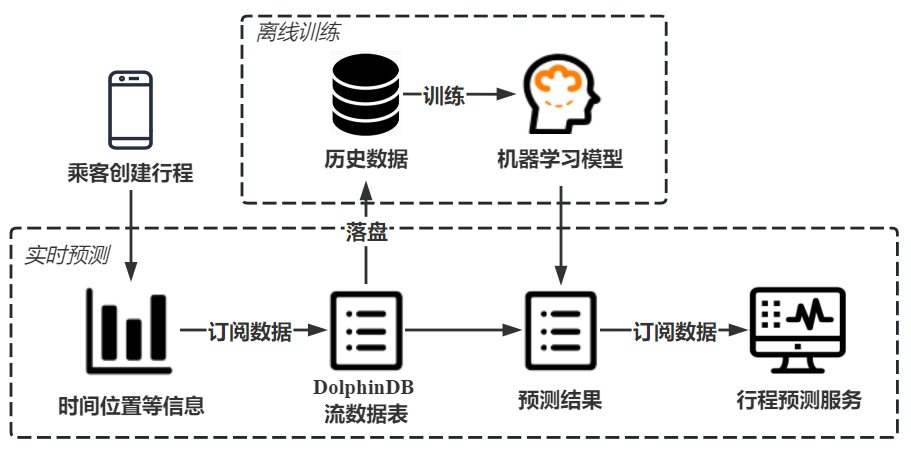 离线训练
训练
历史数据
机器学习模型
乘客创建行程
落盘
实时预测
订阅数据
订阅数据
时间位置等信息
DolphinDB
流数据表
预测结果
行程预测服务